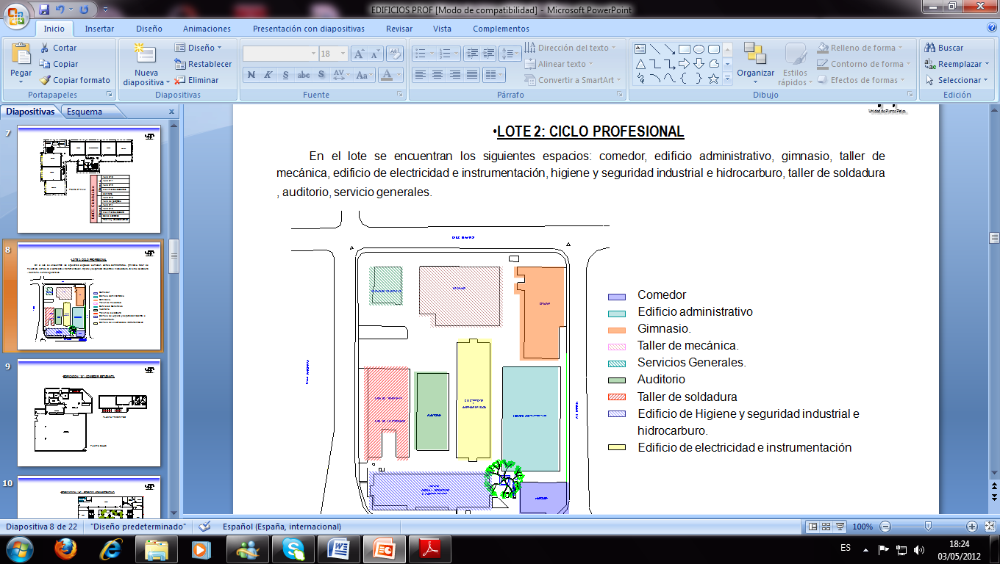 EDIFICIOS PROF [Modo de compatibilidad] - Microsoft PowerPoint
Inicio Insertar Diseño Animaciones Presentación con diapositivas Revisar Vista Complementos
Pegar
Cortar
Copiar
Copiar formato
Portapapeles
Nueva diapositiva
Diseño
Restablecer
Eliminar
Diapositivas
18
N K S abc S AV Aa A
Fuente
Dirección del texto
Alinear texto
Convertir a SmartArt
Párrafo
Organizar
Estilos rápidos
Relleno de forma
Contorno de forma
Efectos de formas
Dibujo
Buscar
Reemplazar
Seleccionar
Edición
Diapositivas Esquema x
7
8
9
10
•LOTE 2: CICLO PROFESIONAL
En el lote se encuentran los siguientes espacios: comedor, edificio administrativo, gimnasio, taller de
mecánica, edificio de electricidad e instrumentación, higiene y seguridad industrial e hidrocarburo, taller de soldadura
, auditorio, servicio generales.
Comedor
Edificio administrativo
Gimnasio.
Taller de mecánica.
Servicios Generales.
Auditorio
Taller de soldadura
Edificio de Higiene y seguridad industrial e
hidrocarburo.
Edificio de electricidad e instrumentación
Diapositiva 8 de 22 "Diseño predeterminado" Español (España, internacional) 100%
ES 18:24
03/05/2012